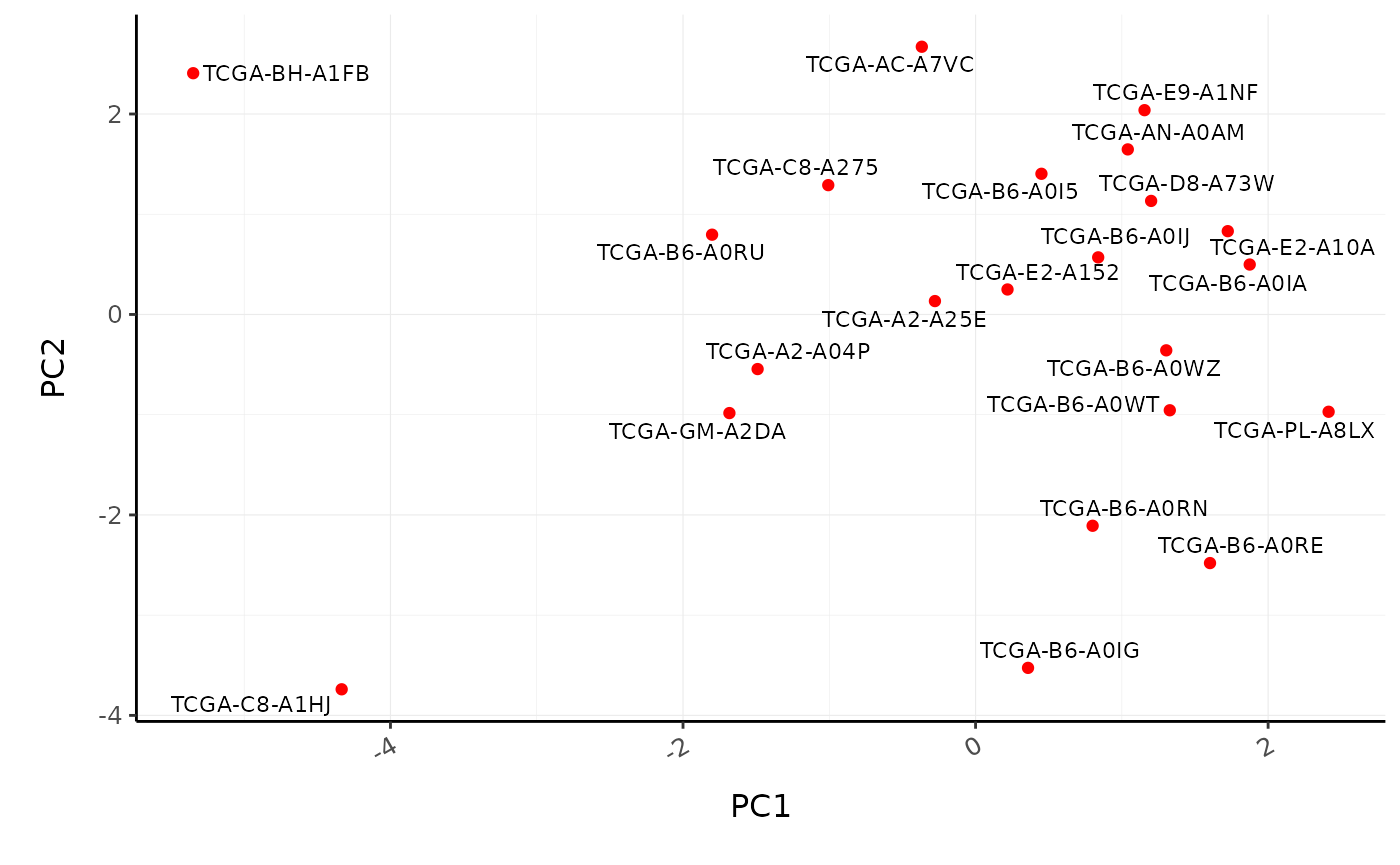 TCGA-AC-A7VC
TCGA-BH-A1FB
TCGA-E9-A1NF
2
TCGA-AN-A0AM
TCGA-C8-A275
TCGA-D8-A73W
TCGA-B6-A0I5
TCGA-B6-A0IJ
TCGA-E2-A10A
TCGA-B6-A0RU
TCGA-E2-A152
TCGA-B6-A0IA
0
TCGA-A2-A25E
TCGA-A2-A04P
PC2
TCGA-B6-A0WZ
TCGA-B6-A0WT
TCGA-GM-A2DA
TCGA-PL-A8LX
TCGA-B6-A0RN
-2
TCGA-B6-A0RE
TCGA-B6-A0IG
TCGA-C8-A1HJ
-4
-4 -2 0 2
PC1